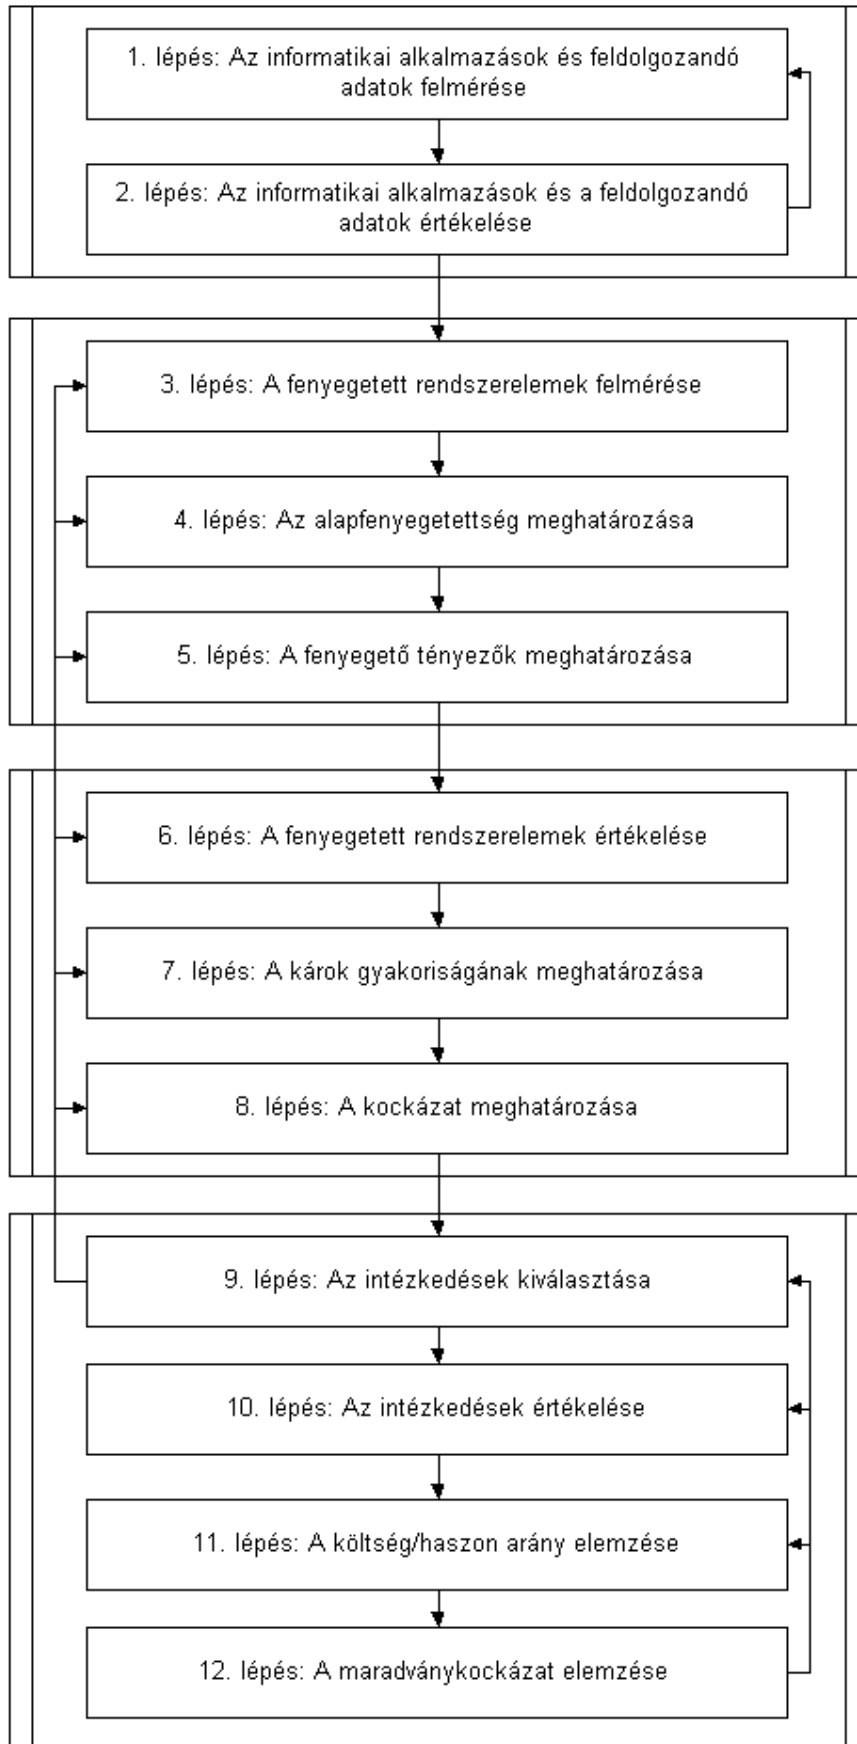 1. lépés: Az informatikai alkalmazások és feldolgozandó
adatok felmérése
2. lépés: Az informatikai alkalmazások és a feldolgozandó
adatok értékelése
3. lépés: A fenyegetett rendszerelemek felmérése
4. lépés: Az alapfenyegetettség meghatározása
5. lépés: A fenyegető tényezők meghatározása
6. lépés: A fenyegetett rendszerelemek értékelése
7. lépés: A károk gyakoriságának meghatározása
8. lépés: A kockázat meghatározása
9. lépés: Az intézkedések kiválasztása
10. lépés: Az intézkedések értékelése
11. lépés: A költség/haszon arány elemzése
12. lépés: A maradványkockázat elemzése